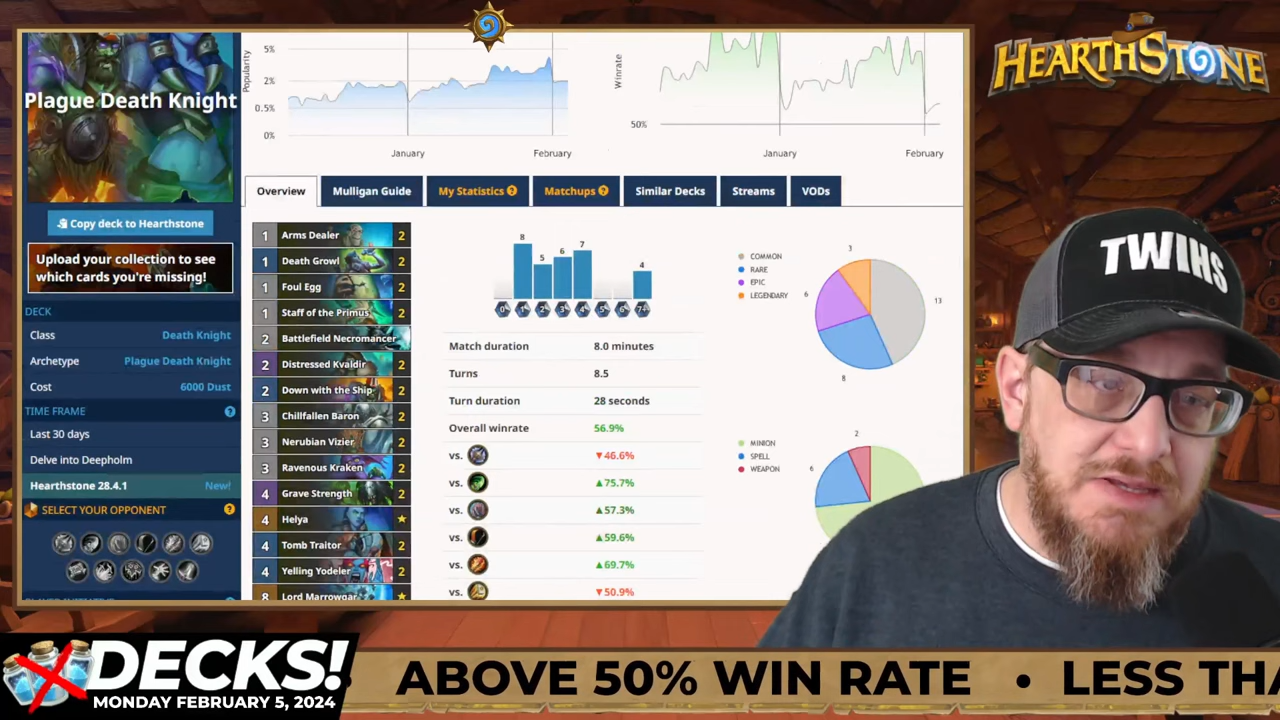 HEARTHSTONE
Plague Death Knight
Copy deck to Hearthstone
Upload your collection to see
which cards you're missing!
DECK
Class Death Knight
Archetype Plague Death Knight
Cost 6000 Dust
TIME FRAME ?
Last 30 days
Delve into Deepholm
Hearthstone 28.4.1 New!
SELECT YOUR OPPONENT ?
Popularity
5%
2%
0.5%
0%
January February
Winrate
50%
January February
Overview Mulligan Guide My Statistics ? Matchups ? Similar Decks Streams VODs
1 Arms Dealer 2
1 Death Growl 2
1 Foul Egg 2
1 Staff of the Primus 2
2 Battlefield Necromancer
2 Distressed Kvaldir 2
2 Down with the Ship 2
3 Chillfallen Baron 2
3 Nerubian Vizier 2
3 Ravenous Kraken 2
4 Grave Strength 2
4 Helya
4 Tomb Traitor 2
4 Yelling Yodeler 2
8 Lord Marrowgar
8 5 6 7 4
0 1 2 3 4 5 6 7+
Match duration 8.0 minutes
Turns 8.5
Turn duration 28 seconds
Overall winrate 56.9%
vs. ▼46.6%
vs. ▲75.7%
vs. ▲57.3%
vs. ▲59.6%
vs. ▲69.7%
vs. ▼50.9%
COMMON
RARE
EPIC
LEGENDARY
3
13
6
8
MINION
SPELL
WEAPON
2
6
TWIHS
DECKS!
MONDAY FEBRUARY 5, 2024
ABOVE 50% WIN RATE • LESS THA